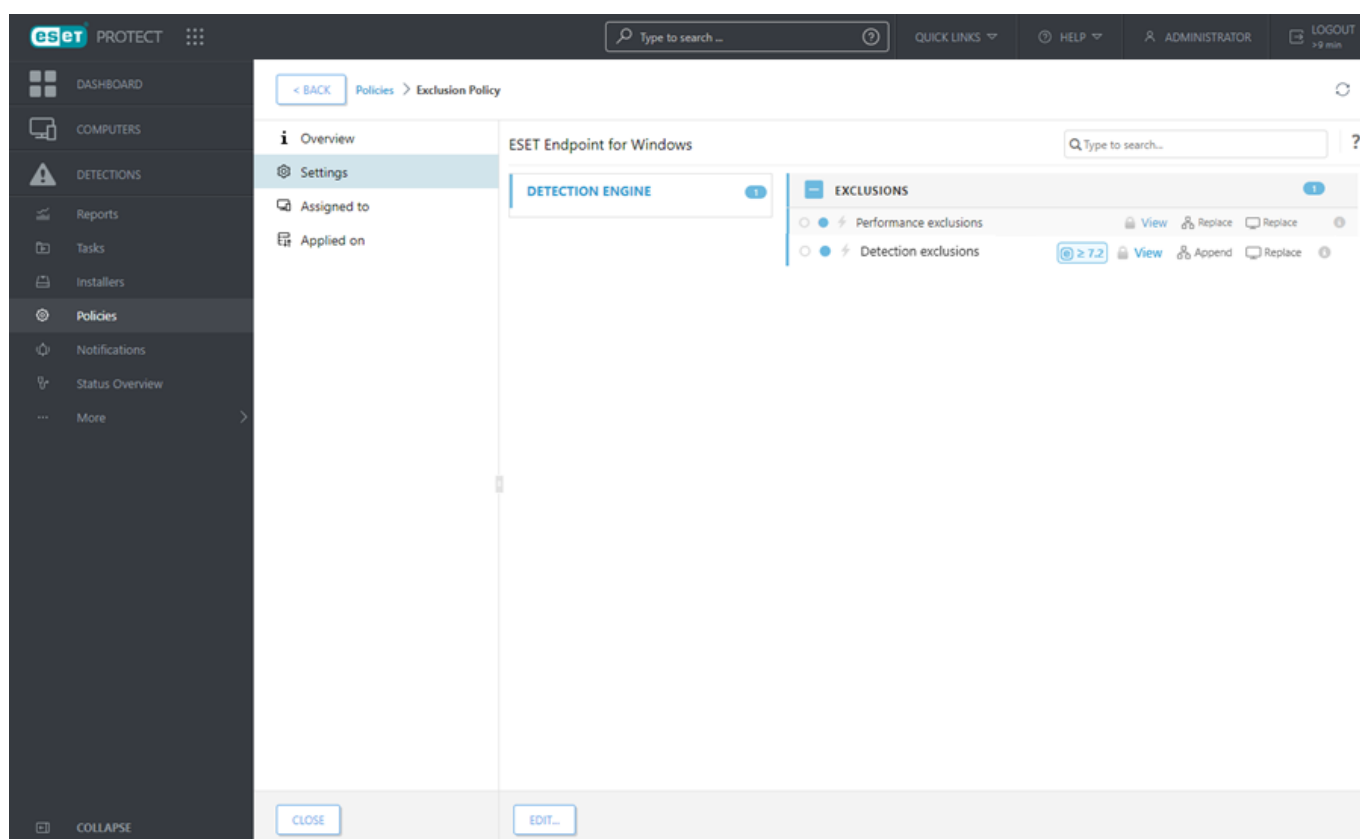 eset PROTECT
Type to search ...
QUICK LINKS
HELP
ADMINISTRATOR
LOGOUT
>9 min
DASHBOARD
COMPUTERS
DETECTIONS
Reports
Tasks
Installers
Policies
Notifications
Status Overview
More
COLLAPSE
< BACK Policies > Exclusion Policy
Overview
Settings
Assigned to
Applied on
ESET Endpoint for Windows
Type to search...
?
DETECTION ENGINE 1
EXCLUSIONS 1
Performance exclusions View Replace Replace
Detection exclusions ≥ 7.2 View Append Replace
CLOSE
EDIT...